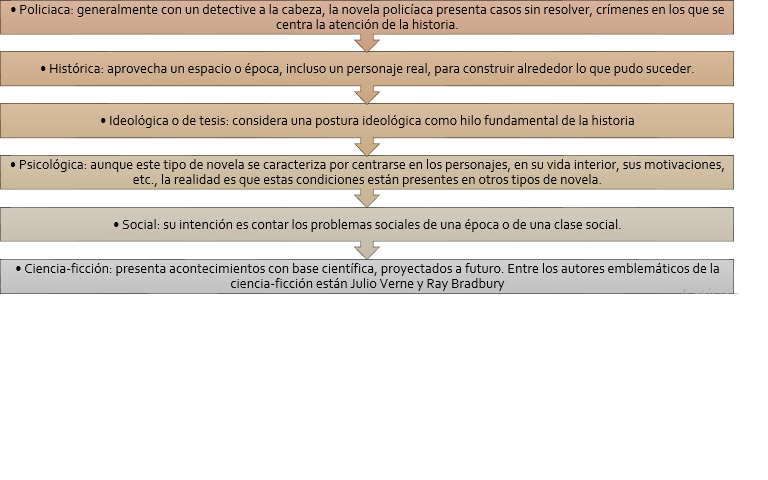 • Policiaca: generalmente con un detective a la cabeza, la novela policíaca presenta casos sin resolver, crímenes en los que se
centra la atención de la historia.
• Histórica: aprovecha un espacio o época, incluso un personaje real, para construir alrededor lo que pudo suceder.
• Ideológica o de tesis: considera una postura ideológica como hilo fundamental de la historia
• Psicológica: aunque este tipo de novela se caracteriza por centrarse en los personajes, en su vida interior, sus motivaciones,
etc., la realidad es que estas condiciones están presentes en otros tipos de novela.
• Social: su intención es contar los problemas sociales de una época o de una clase social.
• Ciencia-ficción: presenta acontecimientos con base científica, proyectados a futuro. Entre los autores emblemáticos de la
ciencia-ficción están Julio Verne y Ray Bradbury